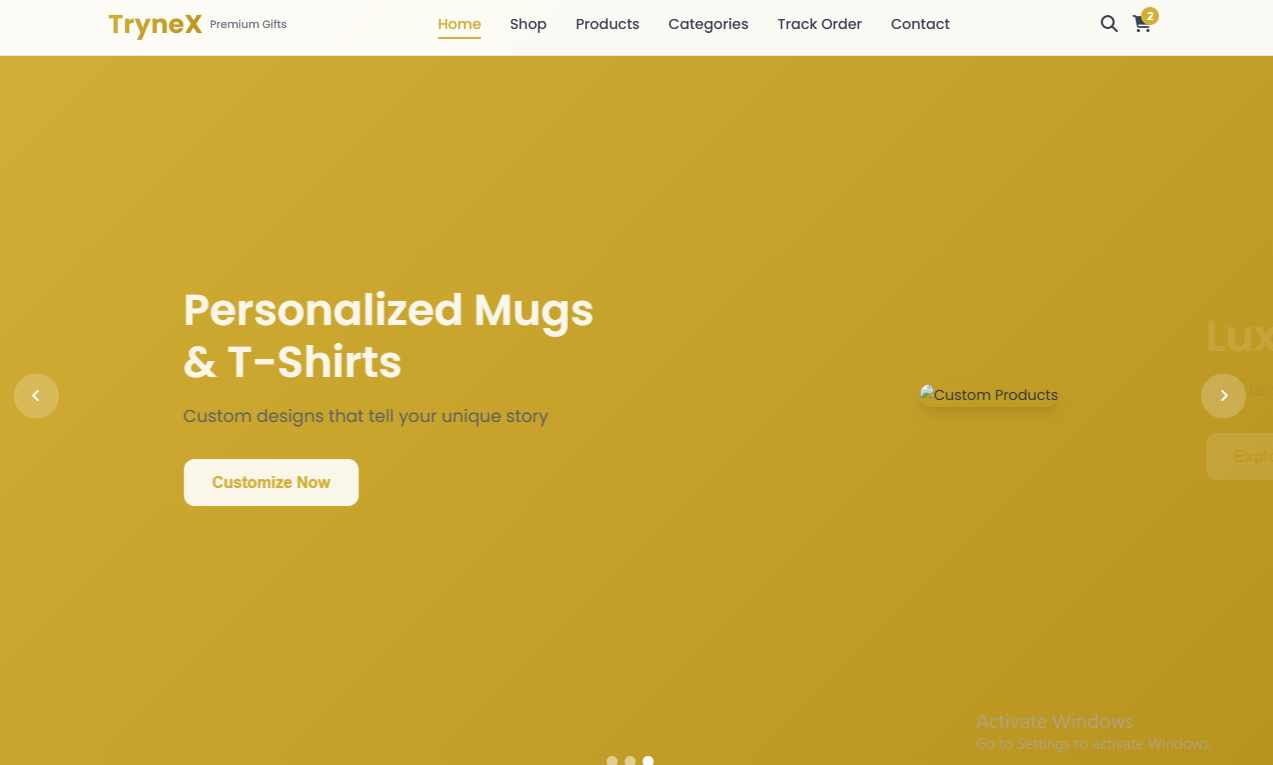 TryneX Premium Gifts Home Shop Products Categories Track Order Contact 2
Personalized Mugs
& T-Shirts
Custom designs that tell your unique story
Customize Now
Custom Products
Lux
Activate Windows
Go to Settings to activate Windows.